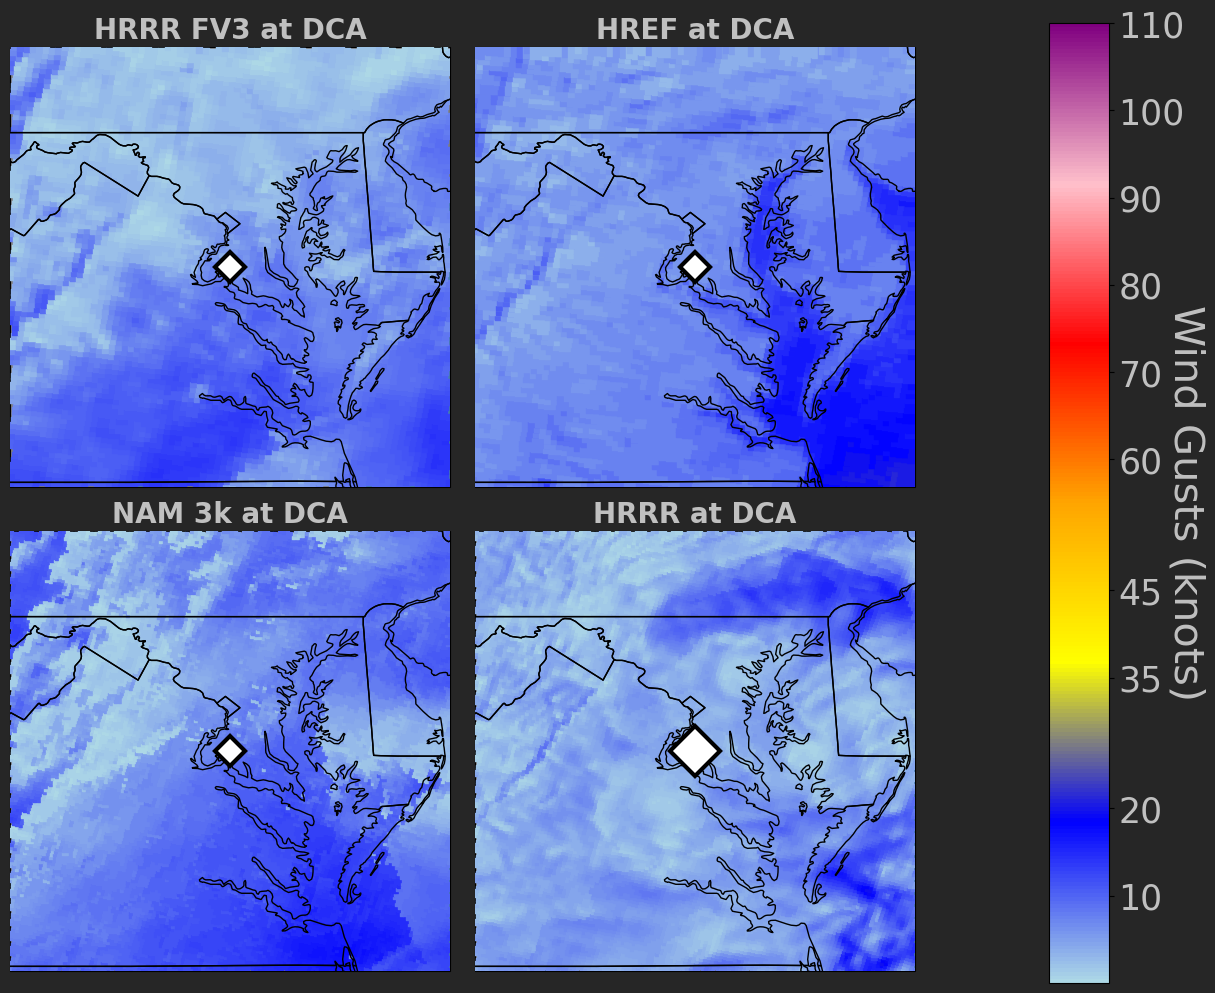 HRRR FV3 at DCA
HREF at DCA
NAM 3k at DCA
HRRR at DCA
110
100
90
80
70
60
45
35
20
10
Wind Gusts (knots)